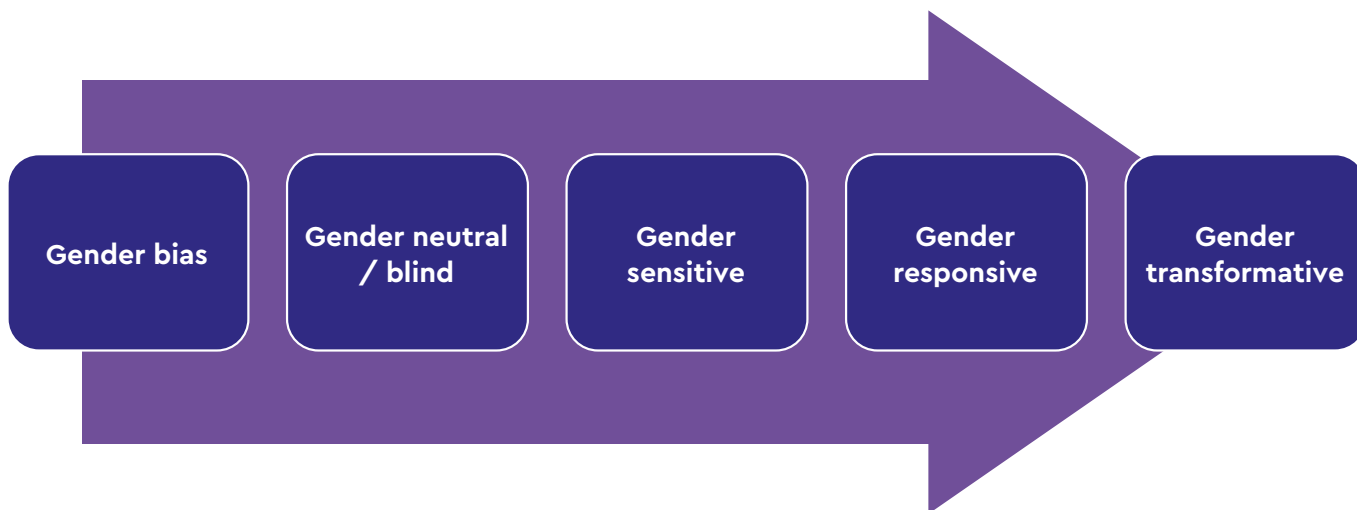 Gender bias
Gender neutral
/ blind
Gender
sensitive
Gender
responsive
Gender
transformative